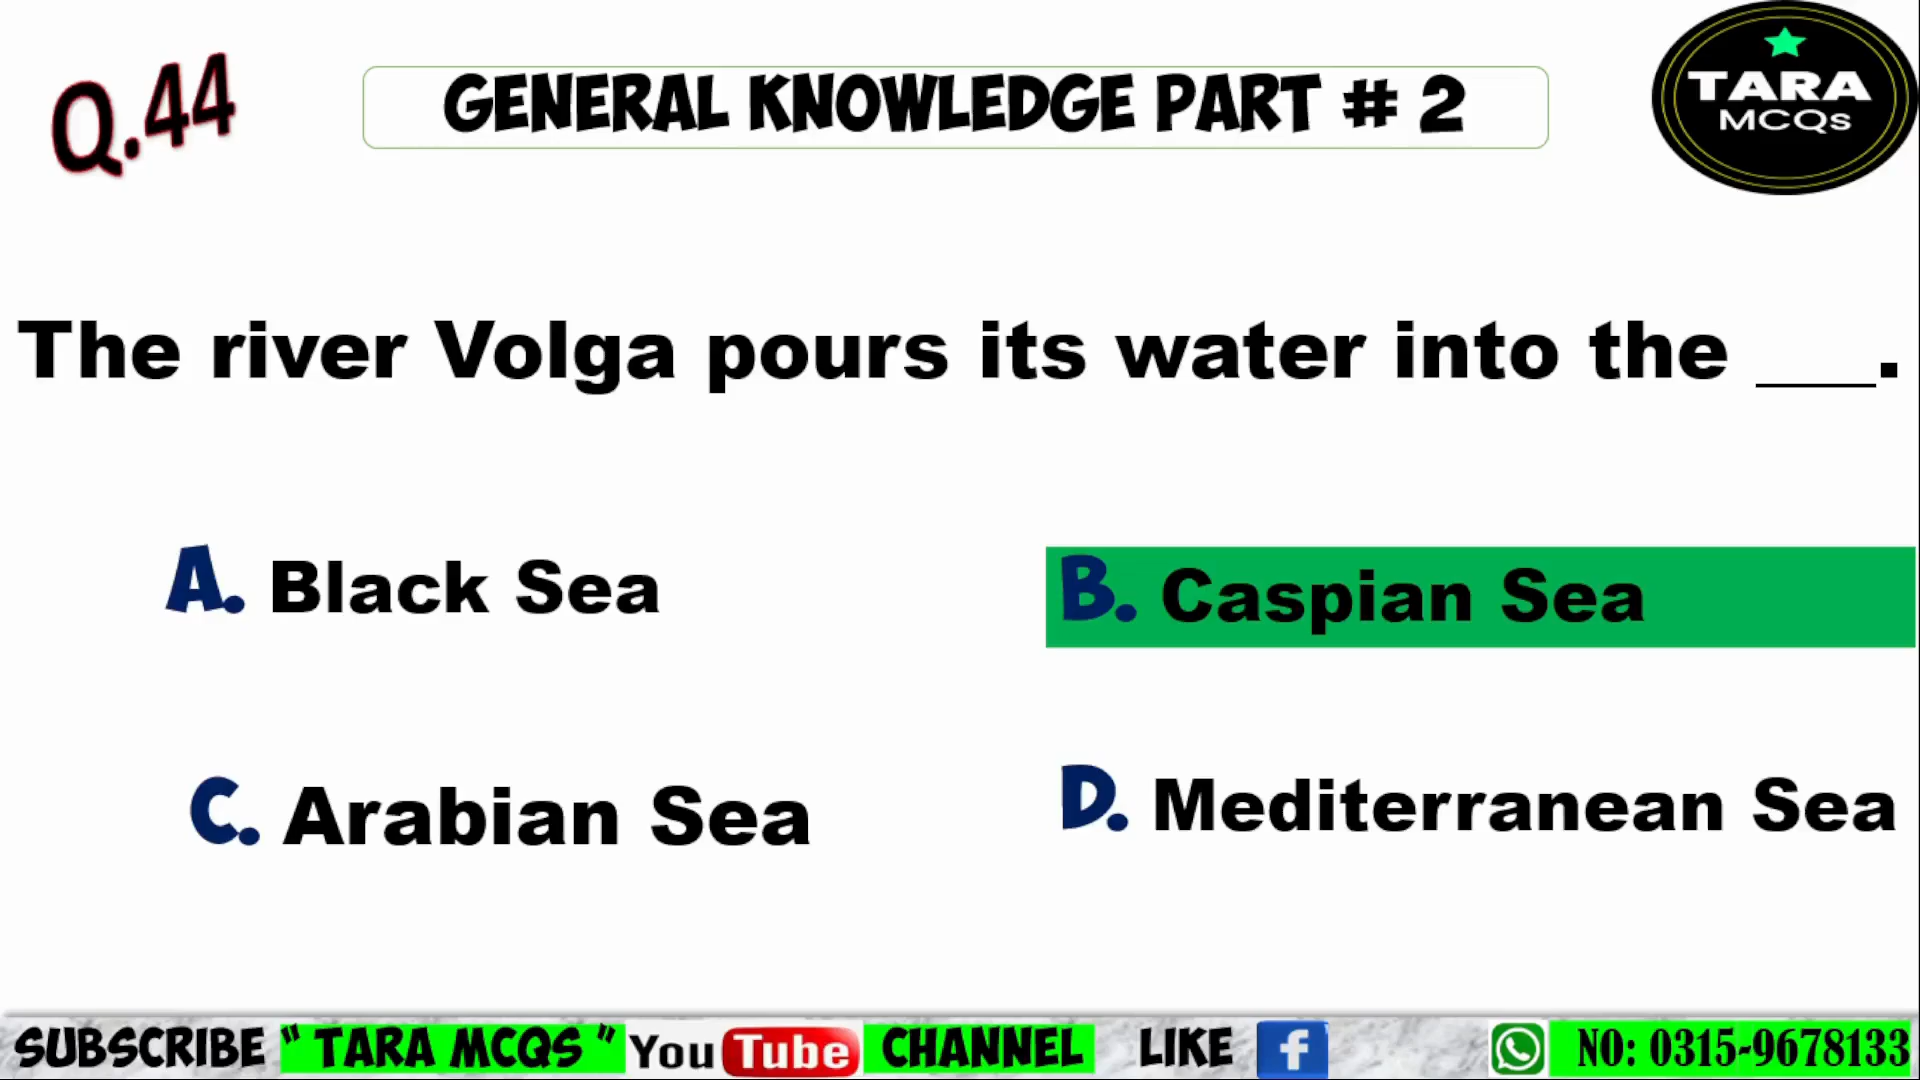 Q.44
GENERAL KNOWLEDGE PART # 2
TARA
MCQs
The river Volga pours its water into the ___.
A. Black Sea
B. Caspian Sea
C. Arabian Sea
D. Mediterranean Sea
SUBSCRIBE " TARA MCQS " YouTube CHANNEL LIKE f NO: 0315-9678133